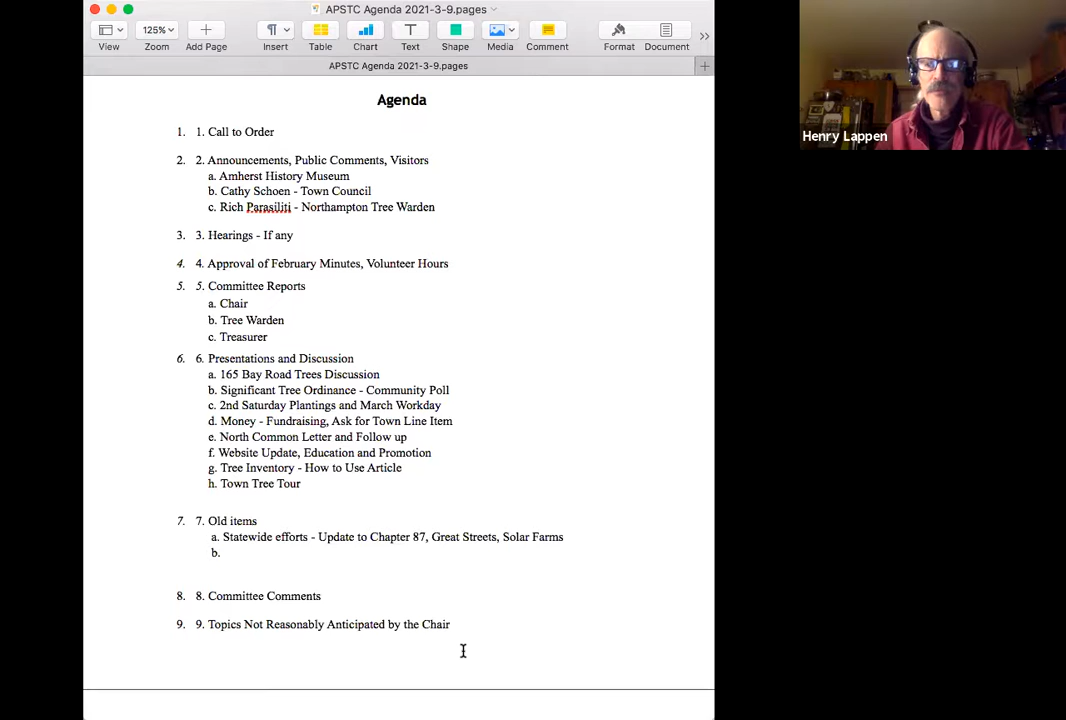 APSTC Agenda 2021-3-9.pages
125%
View
Zoom
Add Page
Insert
Table
Chart
Text
Shape
Media
Comment
Format
Document
APSTC Agenda 2021-3-9.pages
Agenda
1. 1. Call to Order
2. 2. Announcements, Public Comments, Visitors
a. Amherst History Museum
b. Cathy Schoen - Town Council
c. Rich Parasiliti - Northampton Tree Warden
3. 3. Hearings - If any
4. 4. Approval of February Minutes, Volunteer Hours
5. 5. Committee Reports
a. Chair
b. Tree Warden
c. Treasurer
6. 6. Presentations and Discussion
a. 165 Bay Road Trees Discussion
b. Significant Tree Ordinance - Community Poll
c. 2nd Saturday Plantings and March Workday
d. Money - Fundraising, Ask for Town Line Item
e. North Common Letter and Follow up
f. Website Update, Education and Promotion
g. Tree Inventory - How to Use Article
h. Town Tree Tour
7. 7. Old items
a. Statewide efforts - Update to Chapter 87, Great Streets, Solar Farms
b.
8. 8. Committee Comments
9. 9. Topics Not Reasonably Anticipated by the Chair
Henry Lappen